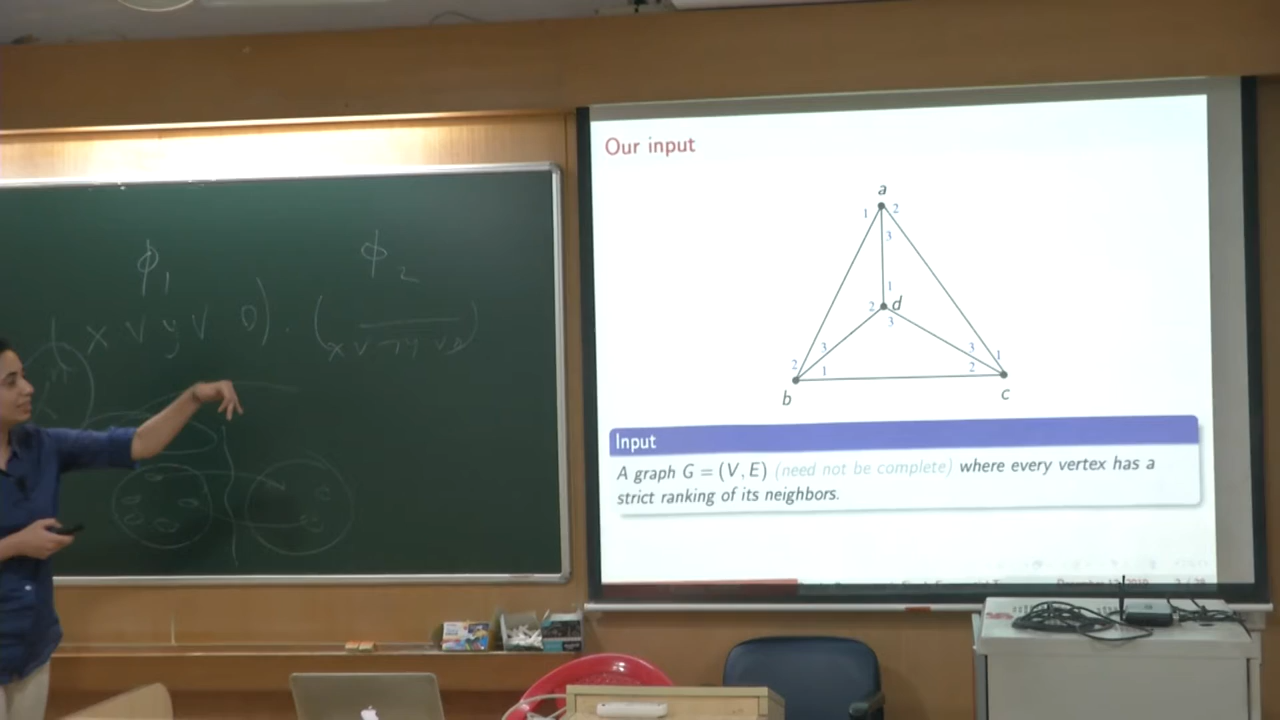 ϕ₁ ϕ₂
x ∨ y ∨ 0) . (
Our input
a
1 2
3
1
2 d
3
3 3 1
2 1 2
b c
Input
A graph G = (V, E) (need not be complete) where every vertex has a
strict ranking of its neighbors.